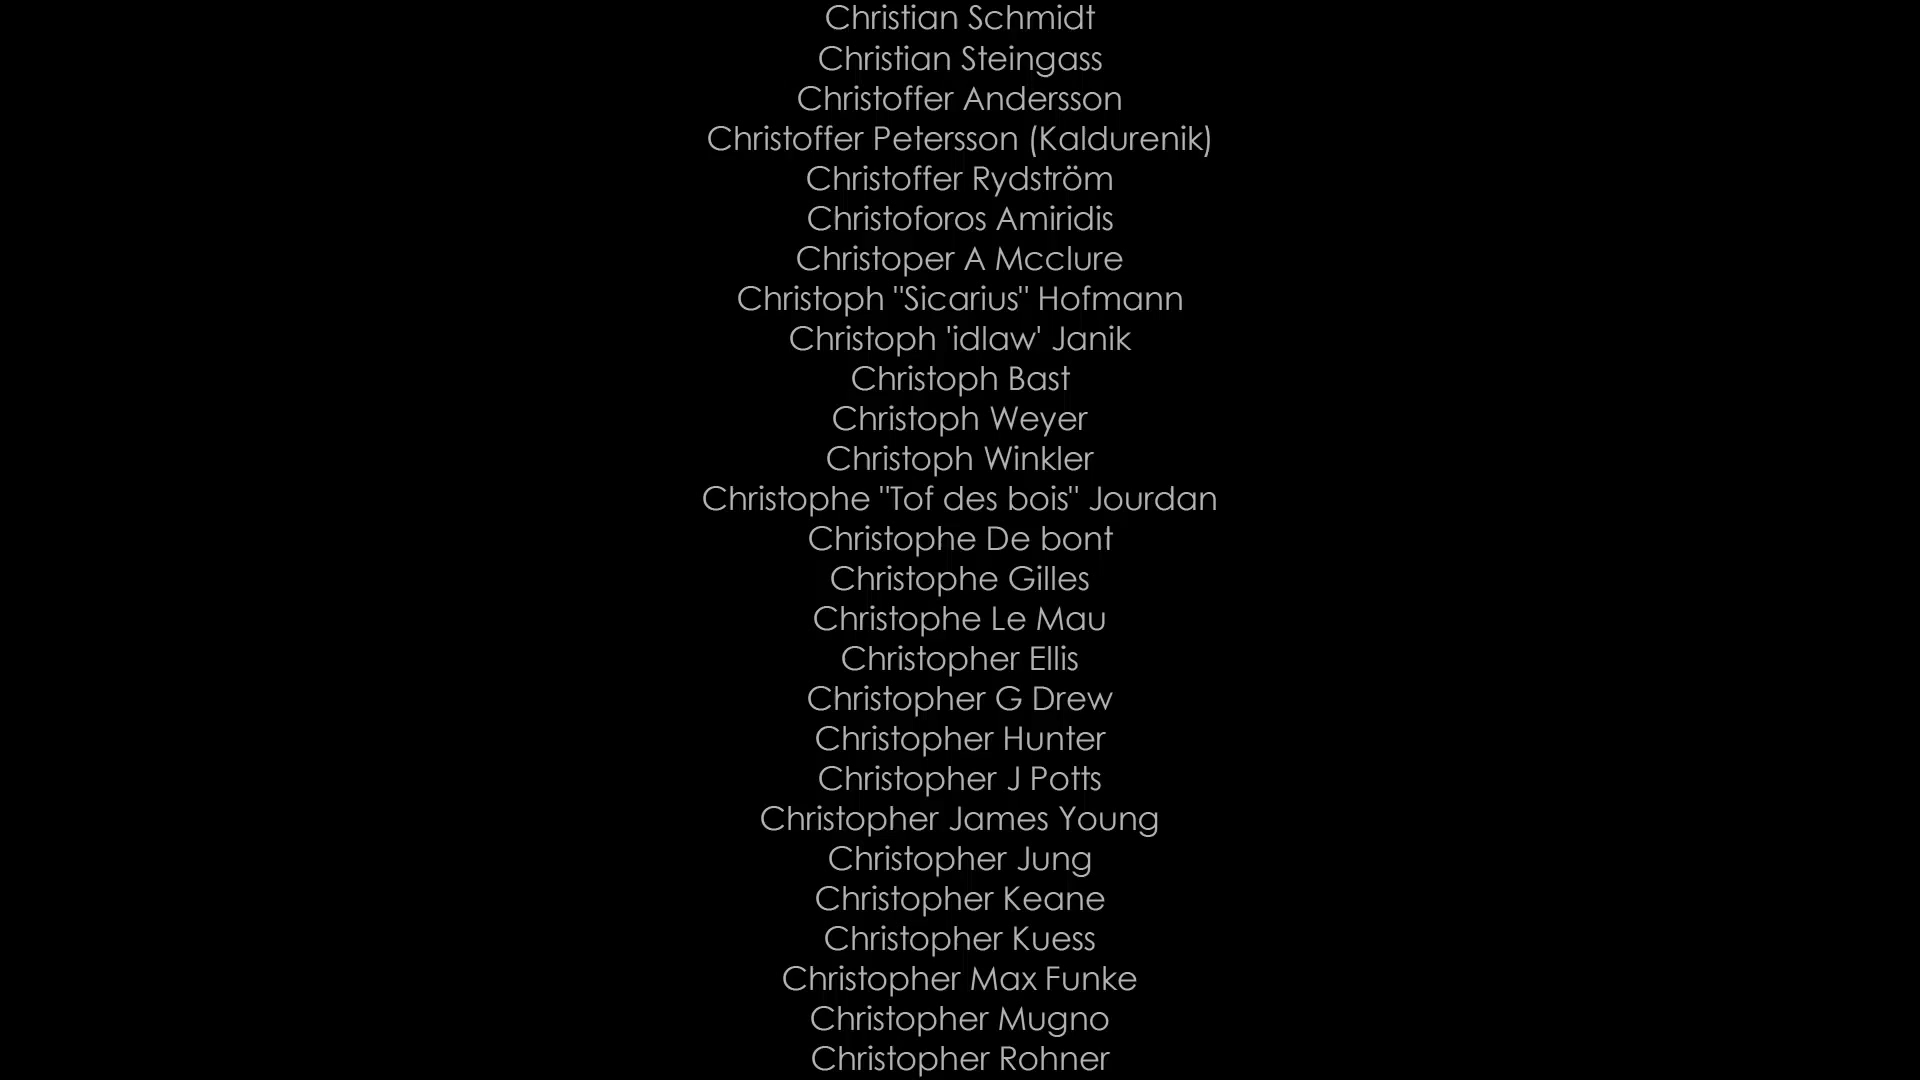 Christian Schmidt
Christian Steingass
Christoffer Andersson
Christoffer Petersson (Kaldurenik)
Christoffer Rydström
Christoforos Amiridis
Christoper A Mcclure
Christoph "Sicarius" Hofmann
Christoph 'idlaw' Janik
Christoph Bast
Christoph Weyer
Christoph Winkler
Christophe "Tof des bois" Jourdan
Christophe De bont
Christophe Gilles
Christophe Le Mau
Christopher Ellis
Christopher G Drew
Christopher Hunter
Christopher J Potts
Christopher James Young
Christopher Jung
Christopher Keane
Christopher Kuess
Christopher Max Funke
Christopher Mugno
Christopher Rohner